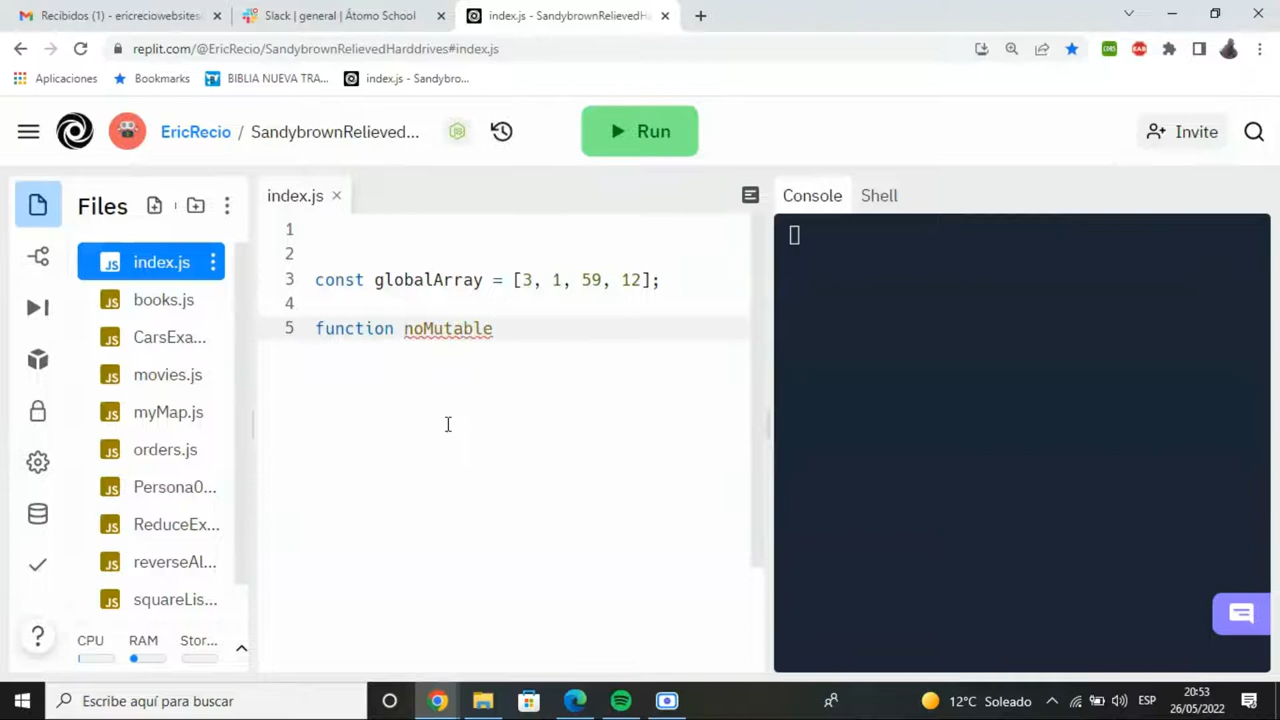 Recibidos (1) - ericreciowebsites
Slack | general | Átomo School
index.js - SandybrownRelievedHa
replit.com/@EricRecio/SandybrownRelievedHarddrives#index.js
Aplicaciones
Bookmarks
BIBLIA NUEVA TRA...
index.js - Sandybro...
EricRecio / SandybrownRelieved...
Run
Invite
Files
index.js
books.js
CarsExa...
movies.js
myMap.js
orders.js
Persona0...
ReduceEx...
reverseAl...
squareLis...
CPU
RAM
Stor...
index.js
1
2
3 const globalArray = [3, 1, 59, 12];
4
5 function noMutable
Console
Shell
Escribe aquí para buscar
12°C Soleado
ESP
20:53
26/05/2022